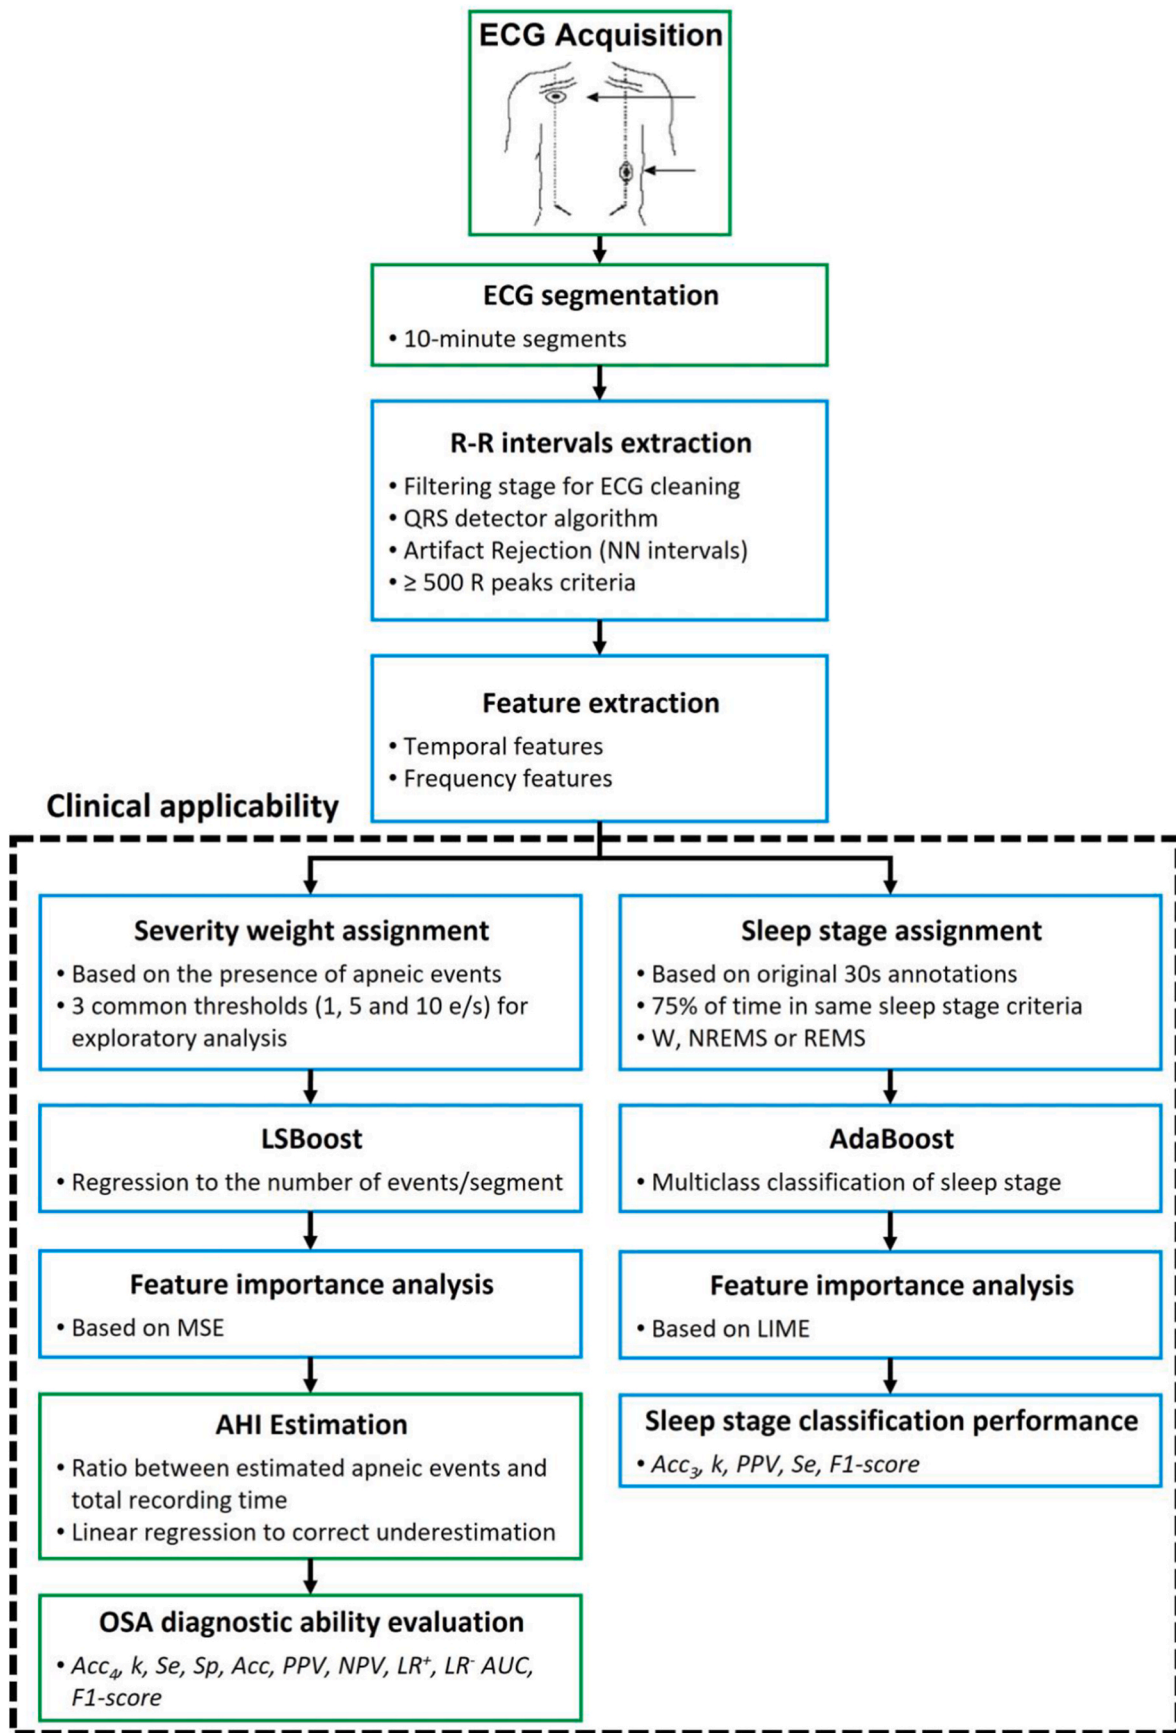 ECG Acquisition
ECG segmentation
• 10-minute segments
R-R intervals extraction
• Filtering stage for ECG cleaning
• QRS detector algorithm
• Artifact Rejection (NN intervals)
• ≥ 500 R peaks criteria
Feature extraction
• Temporal features
• Frequency features
Clinical applicability
Severity weight assignment
• Based on the presence of apneic events
• 3 common thresholds (1, 5 and 10 e/s) for
exploratory analysis
LSBoost
• Regression to the number of events/segment
Feature importance analysis
• Based on MSE
AHI Estimation
• Ratio between estimated apneic events and
total recording time
• Linear regression to correct underestimation
OSA diagnostic ability evaluation
• Acc₄, k, Se, Sp, Acc, PPV, NPV, LR⁺, LR⁻ AUC,
F1-score
Sleep stage assignment
• Based on original 30s annotations
• 75% of time in same sleep stage criteria
• W, NREMS or REMS
AdaBoost
• Multiclass classification of sleep stage
Feature importance analysis
• Based on LIME
Sleep stage classification performance
• Acc₃, k, PPV, Se, F1-score